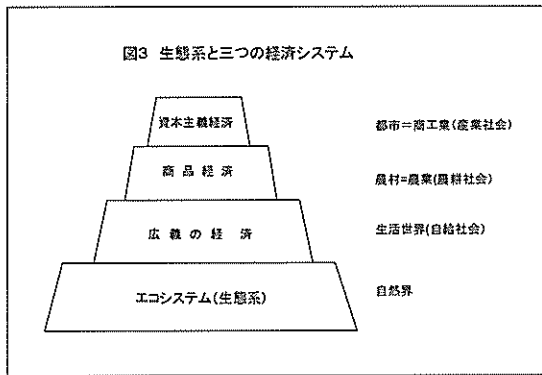 図3 生態系と三つの経済システム
資本主義経済
都市＝商工業(産業社会)
商品経済
農村=農業(農耕社会)
広義の経済
生活世界(自給社会)
エコシステム(生態系)
自然界